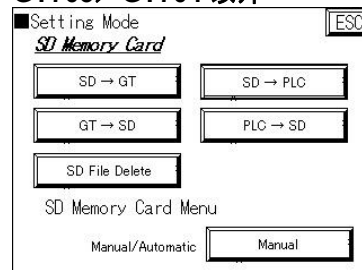 ■Setting Mode ESC
SD Memory Card
SD → GT SD → PLC
GT → SD PLC → SD
SD File Delete
SD Memory Card Menu
Manual/Automatic Manual